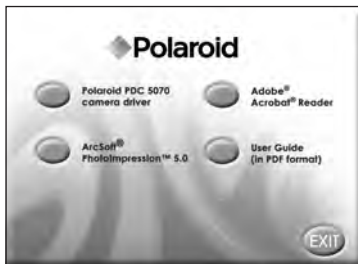 Polaroid
Polaroid PDC 5070
camera driver
Adobe®
Acrobat® Reader
ArcSoft®
PhotoImpression™ 5.0
User Guide
(in PDF format)
EXIT